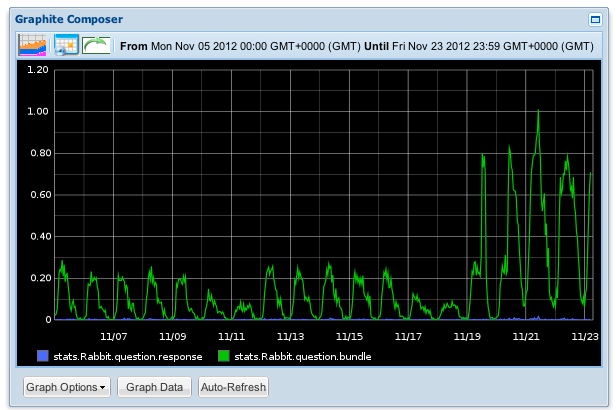 Graphite Composer
From Mon Nov 05 2012 00:00 GMT+0000 (GMT) Until Fri Nov 23 2012 23:59 GMT+0000 (GMT)
1.20
1.00
0.80
0.60
0.40
0.20
0
11/07 11/09 11/11 11/13 11/15 11/17 11/19 11/21 11/23
stats.Rabbit.question.response stats.Rabbit.question.bundle
Graph Options Graph Data Auto-Refresh